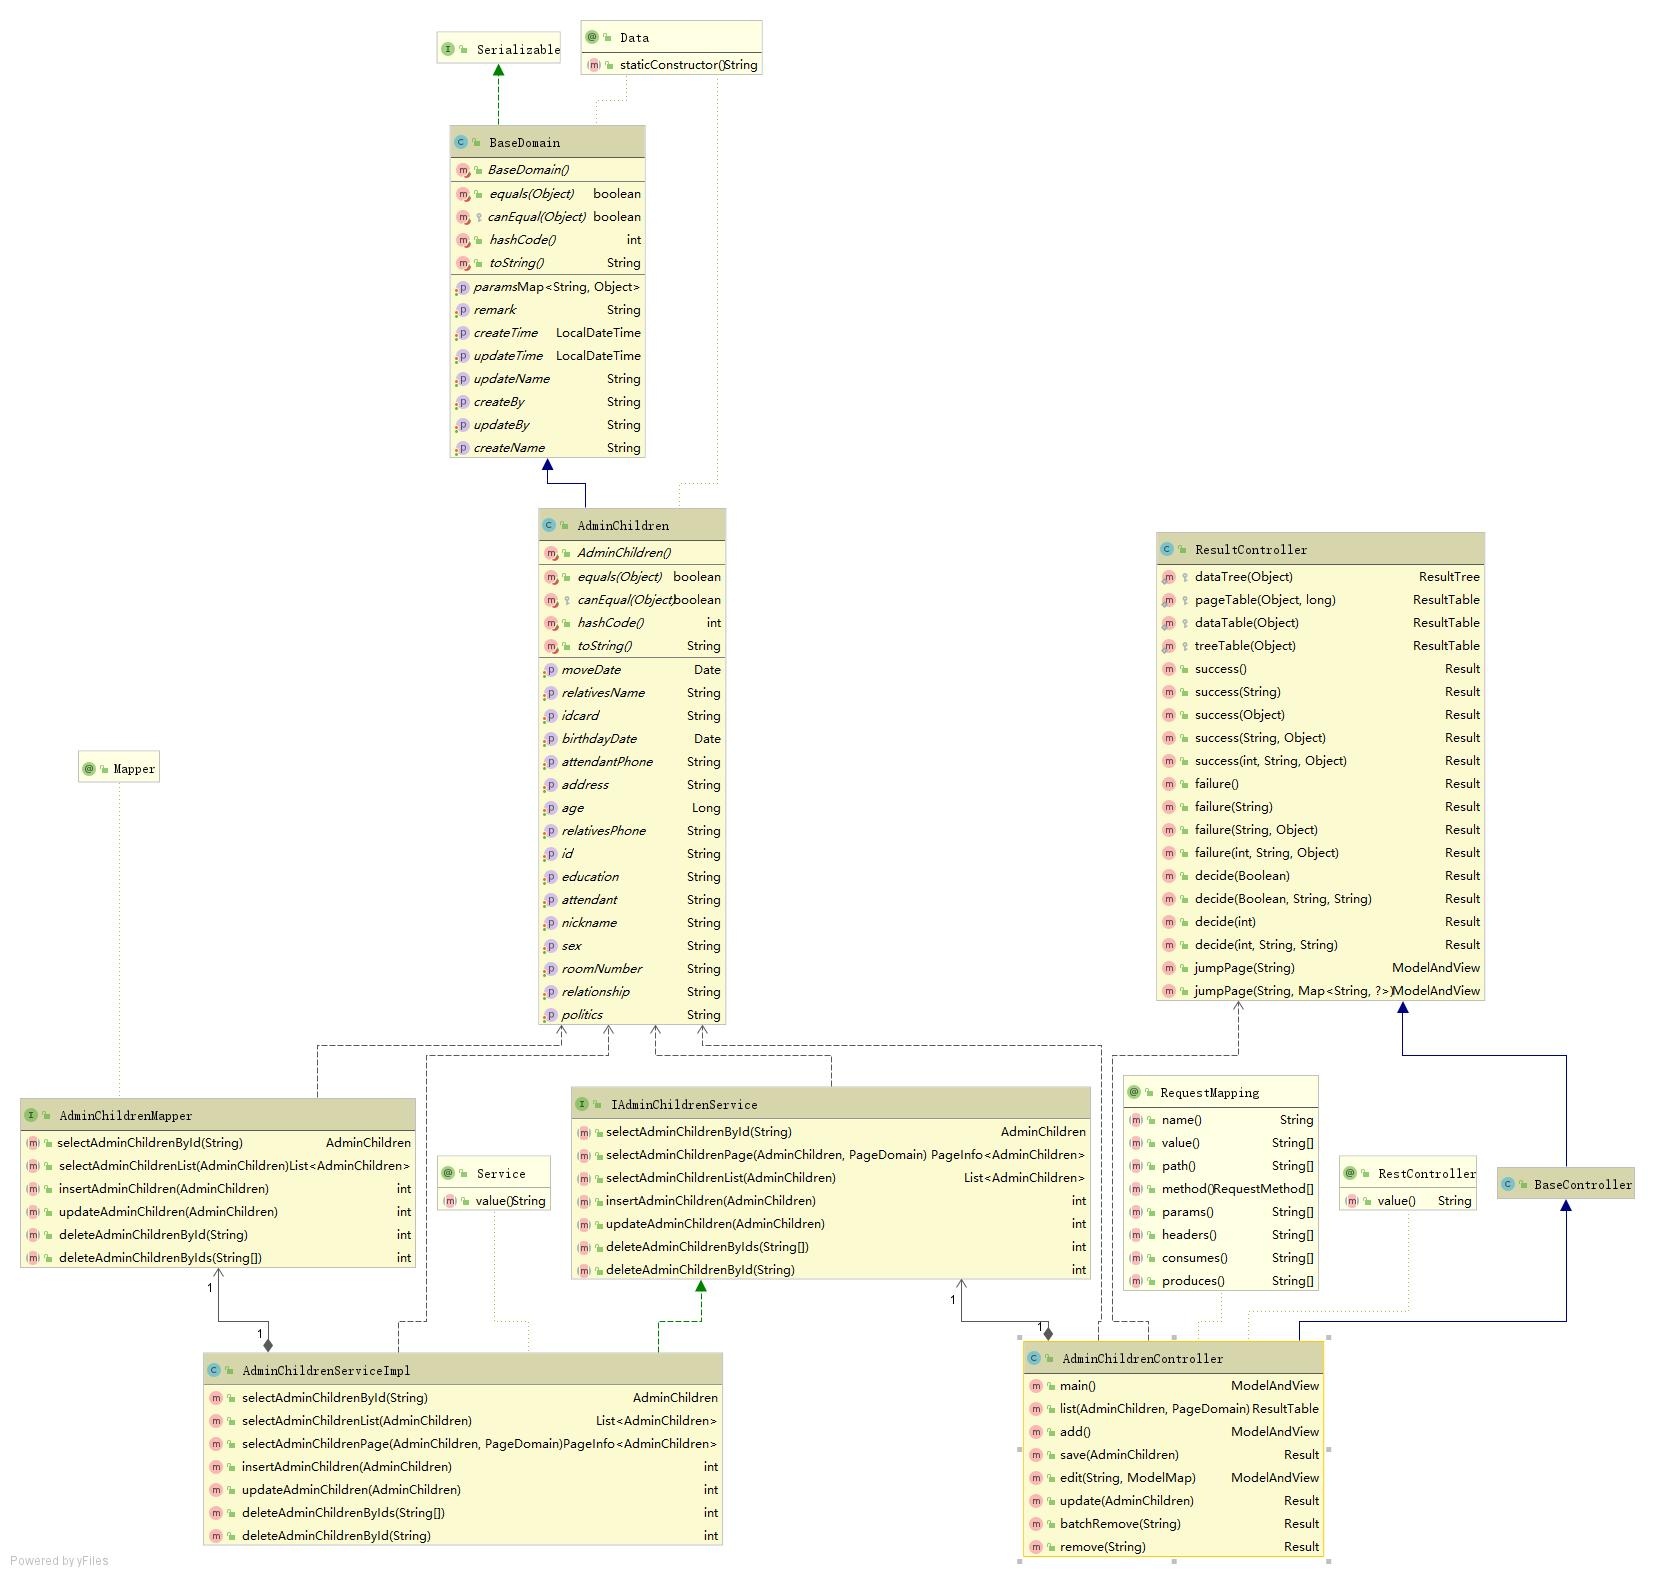 Serializable
Data
staticConstructor()String
BaseDomain
BaseDomain()
equals(Object) boolean
canEqual(Object) boolean
hashCode() int
toString() String
paramsMap<String, Object>
remark String
createTime LocalDateTime
updateTime LocalDateTime
updateName String
createBy String
updateBy String
createName String
AdminChildren
AdminChildren()
equals(Object) boolean
canEqual(Object)boolean
hashCode() int
toString() String
moveDate Date
relativesName String
idcard String
birthdayDate Date
attendantPhone String
address String
age Long
relativesPhone String
id String
education String
attendant String
nickname String
sex String
roomNumber String
relationship String
politics String
ResultController
dataTree(Object) ResultTree
pageTable(Object, long) ResultTable
dataTable(Object) ResultTable
treeTable(Object) ResultTable
success() Result
success(String) Result
success(Object) Result
success(String, Object) Result
success(int, String, Object) Result
failure() Result
failure(String) Result
failure(String, Object) Result
failure(int, String, Object) Result
decide(Boolean) Result
decide(Boolean, String, String) Result
decide(int) Result
decide(int, String, String) Result
jumpPage(String) ModelAndView
jumpPage(String, Map<String, ?>)ModelAndView
Mapper
AdminChildrenMapper
selectAdminChildrenById(String) AdminChildren
selectAdminChildrenList(AdminChildren)List<AdminChildren>
insertAdminChildren(AdminChildren) int
updateAdminChildren(AdminChildren) int
deleteAdminChildrenById(String) int
deleteAdminChildrenByIds(String[]) int
Service
value()String
IAdminChildrenService
selectAdminChildrenById(String) AdminChildren
selectAdminChildrenPage(AdminChildren, PageDomain) PageInfo<AdminChildren>
selectAdminChildrenList(AdminChildren) List<AdminChildren>
insertAdminChildren(AdminChildren) int
updateAdminChildren(AdminChildren) int
deleteAdminChildrenByIds(String[]) int
deleteAdminChildrenById(String) int
RequestMapping
name() String
value() String[]
path() String[]
method()RequestMethod[]
params() String[]
headers() String[]
consumes() String[]
produces() String[]
RestController
value() String
BaseController
1
1
1
1
AdminChildrenServiceImpl
selectAdminChildrenById(String) AdminChildren
selectAdminChildrenList(AdminChildren) List<AdminChildren>
selectAdminChildrenPage(AdminChildren, PageDomain)PageInfo<AdminChildren>
insertAdminChildren(AdminChildren) int
updateAdminChildren(AdminChildren) int
deleteAdminChildrenByIds(String[]) int
deleteAdminChildrenById(String) int
AdminChildrenController
main() ModelAndView
list(AdminChildren, PageDomain) ResultTable
add() ModelAndView
save(AdminChildren) Result
edit(String, ModelMap) ModelAndView
update(AdminChildren) Result
batchRemove(String) Result
remove(String) Result
Powered by yFiles